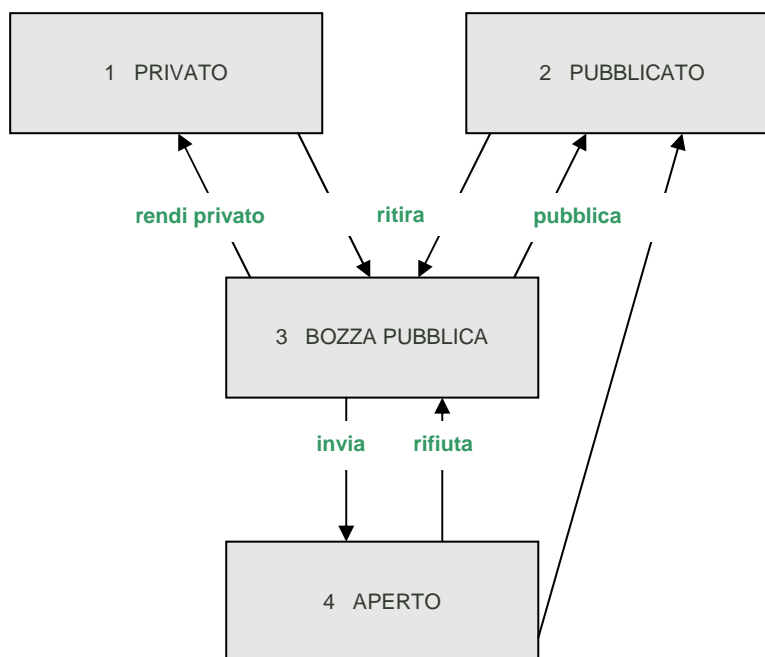 1 PRIVATO
2 PUBBLICATO
rendi privato
ritira
pubblica
3 BOZZA PUBBLICA
invia
rifiuta
4 APERTO